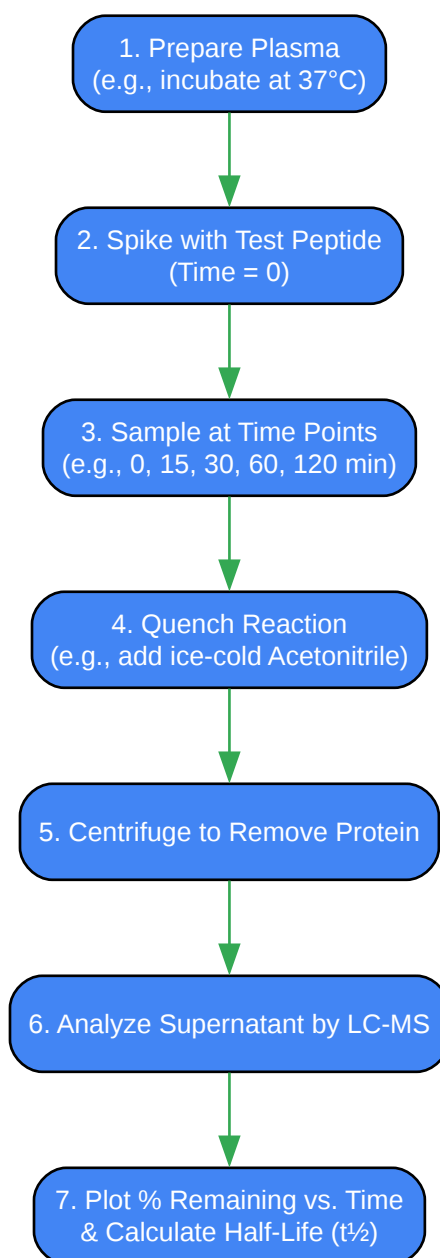 1. Prepare Plasma
(e.g., incubate at 37°C)
2. Spike with Test Peptide
(Time = 0)
3. Sample at Time Points
(e.g., 0, 15, 30, 60, 120 min)
4. Quench Reaction
(e.g., add ice-cold Acetonitrile)
5. Centrifuge to Remove Protein
6. Analyze Supernatant by LC-MS
7. Plot % Remaining vs. Time
& Calculate Half-Life (t½)